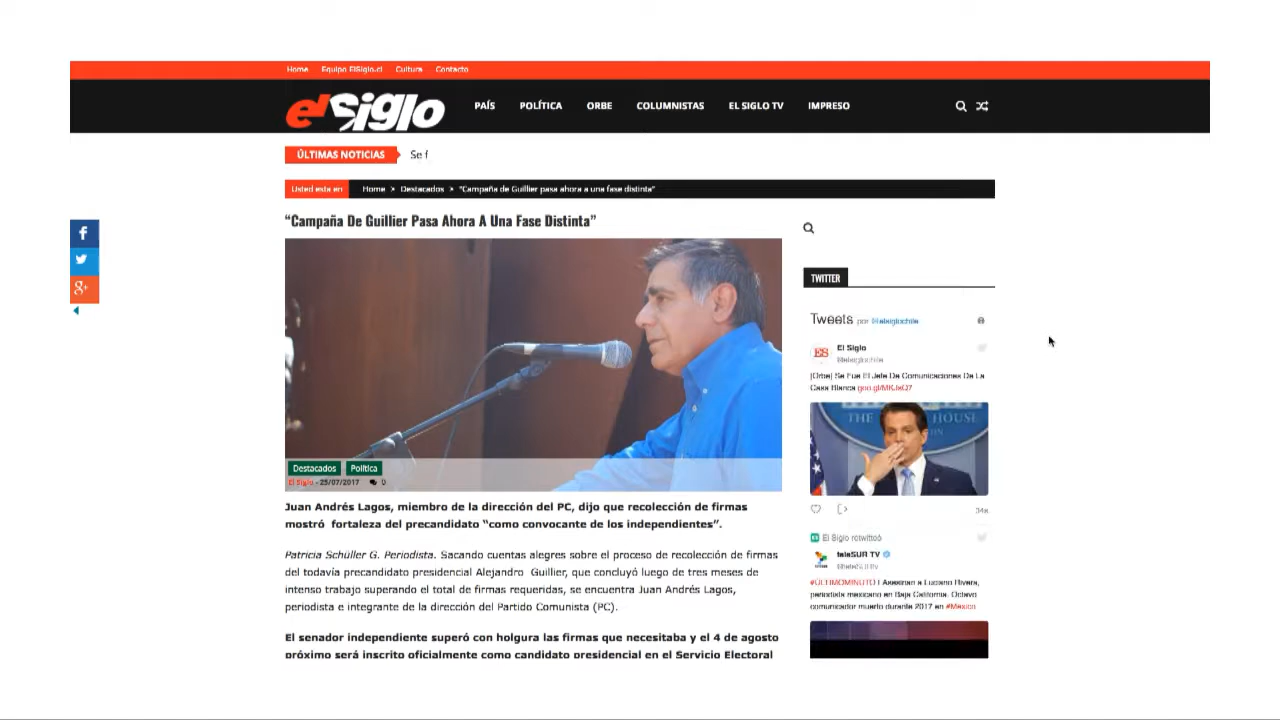 Home Equipo ElSiglo.cl Cultura Contacto
el siglo PAÍS POLÍTICA ORBE COLUMNISTAS EL SIGLO TV IMPRESO
ÚLTIMAS NOTICIAS Se f
Usted esta en Home > Destacados > "Campaña de Guillier pasa ahora a una fase distinta"
“Campaña De Guillier Pasa Ahora A Una Fase Distinta”
Destacados Política
El Siglo - 25/07/2017 0
Juan Andrés Lagos, miembro de la dirección del PC, dijo que recolección de firmas
mostró fortaleza del precandidato “como convocante de los independientes”.
Patricia Schüller G. Periodista. Sacando cuentas alegres sobre el proceso de recolección de firmas
del todavía precandidato presidencial Alejandro Guillier, que concluyó luego de tres meses de
intenso trabajo superando el total de firmas requeridas, se encuentra Juan Andrés Lagos,
periodista e integrante de la dirección del Partido Comunista (PC).
El senador independiente superó con holgura las firmas que necesitaba y el 4 de agosto
próximo será inscrito oficialmente como candidato presidencial en el Servicio Electoral
TWITTER
Tweets por @elsiglochile
ES El Siglo
@elsiglochile
[Orbe] Se Fue El Jefe De Comunicaciones De La
Casa Blanca
THE HOUSE
El Siglo retwitteó
teleSUR TV
@teleSURtv
#ÚLTIMOMINUTO | Asesinan a Luciano Rivera,
periodista mexicano en Baja California. Octavo
comunicador muerto durante 2017 en #México